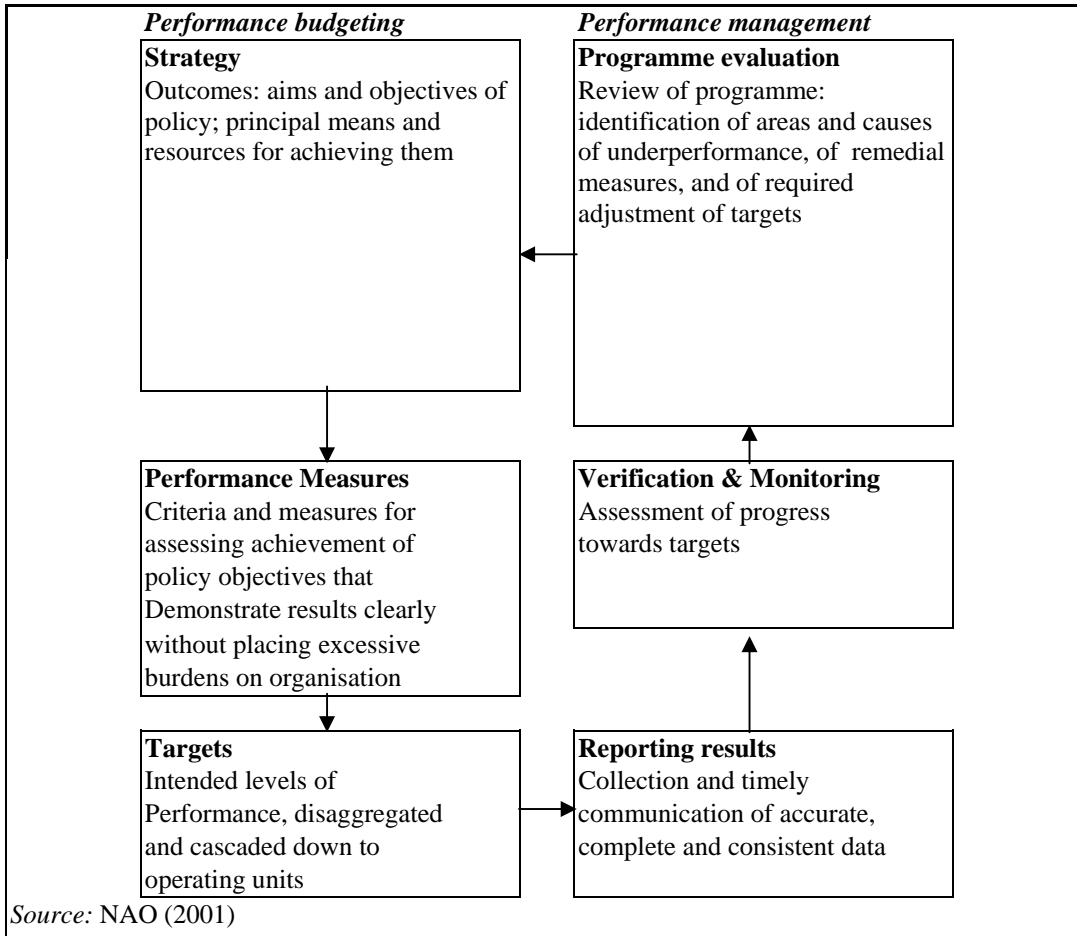 Performance budgeting
Strategy
Outcomes: aims and objectives of
policy; principal means and
resources for achieving them
Performance Measures
Criteria and measures for
assessing achievement of
policy objectives that
Demonstrate results clearly
without placing excessive
burdens on organisation
Targets
Intended levels of
Performance, disaggregated
and cascaded down to
operating units
Performance management
Programme evaluation
Review of programme:
identification of areas and causes
of underperformance, of remedial
measures, and of required
adjustment of targets
Verification & Monitoring
Assessment of progress
towards targets
Reporting results
Collection and timely
communication of accurate,
complete and consistent data
Source: NAO (2001)